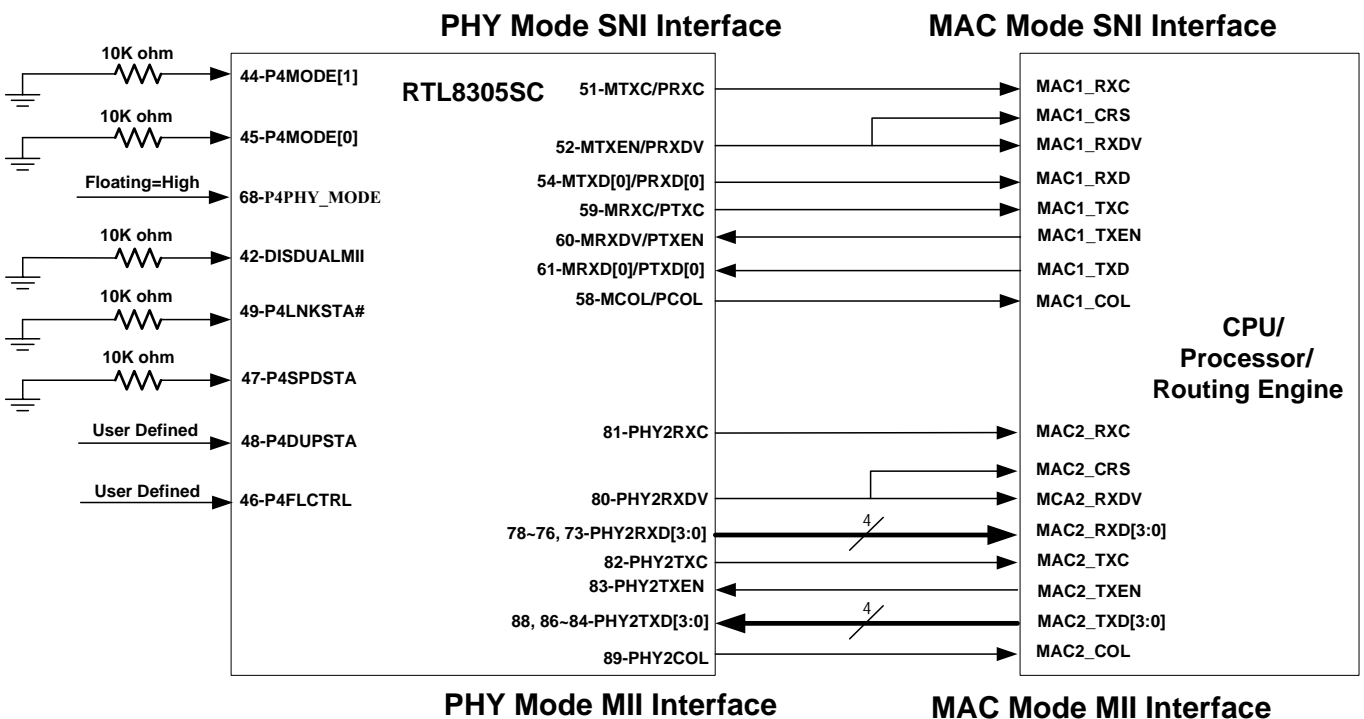 PHY Mode SNI Interface
MAC Mode SNI Interface
10K ohm
44-P4MODE[1]
10K ohm
45-P4MODE[0]
Floating=High
68-P4PHY_MODE
10K ohm
42-DISDUALMII
10K ohm
49-P4LNKSTA#
10K ohm
47-P4SPDSTA
User Defined
48-P4DUPSTA
User Defined
46-P4FLCTRL
RTL8305SC
51-MTXC/PRXC
52-MTXEN/PRXDV
54-MTXD[0]/PRXD[0]
59-MRXC/PTXC
60-MRXDV/PTXEN
61-MRXD[0]/PTXD[0]
58-MCOL/PCOL
81-PHY2RXC
80-PHY2RXDV
78~76, 73-PHY2RXD[3:0]
82-PHY2TXC
83-PHY2TXEN
88, 86~84-PHY2TXD[3:0]
89-PHY2COL
4
4
MAC1_RXC
MAC1_CRS
MAC1_RXDV
MAC1_RXD
MAC1_TXC
MAC1_TXEN
MAC1_TXD
MAC1_COL
CPU/
Processor/
Routing Engine
MAC2_RXC
MAC2_CRS
MCA2_RXDV
MAC2_RXD[3:0]
MAC2_TXC
MAC2_TXEN
MAC2_TXD[3:0]
MAC2_COL
PHY Mode MII Interface
MAC Mode MII Interface